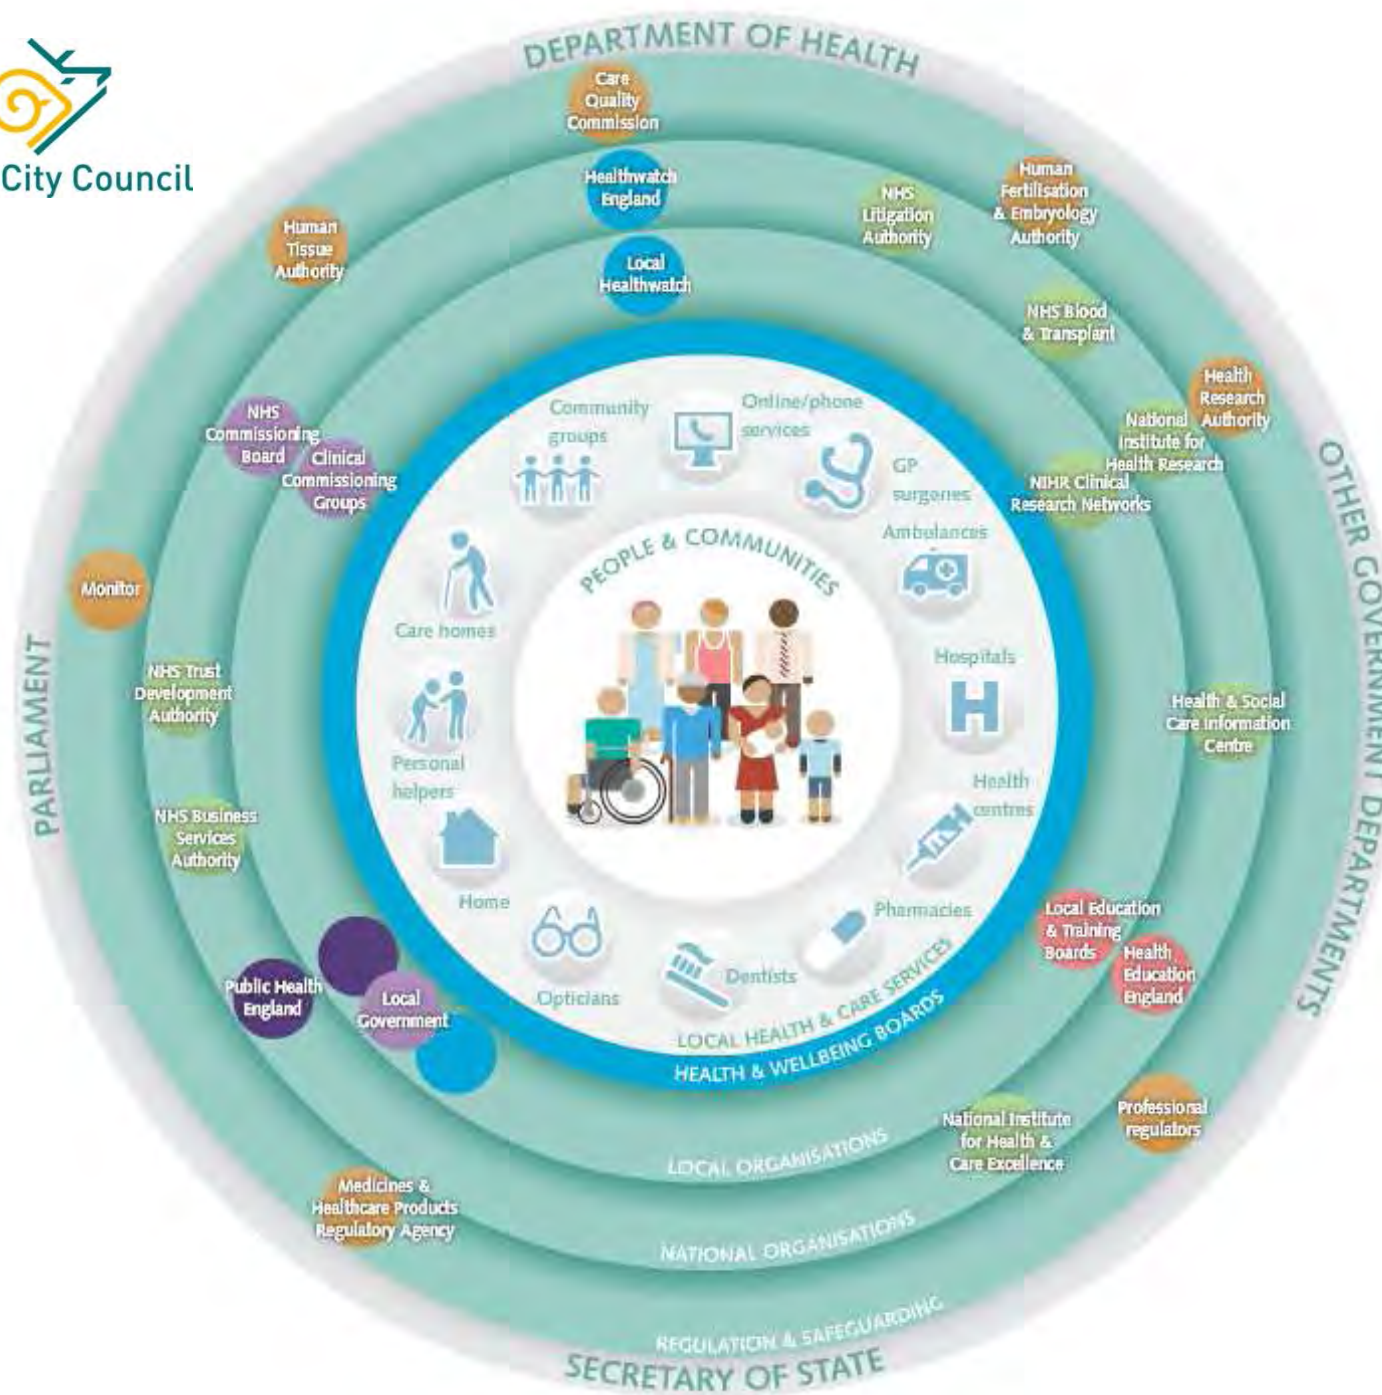 City Council
DEPARTMENT OF HEALTH
Care
Quality
Commission
Healthwatch
England
Local
Healthwatch
Human
Tissue
Authority
NHS
Litigation
Authority
Human
Fertilisation
& Embryology
Authority
NHS Blood
& Transplant
Health
Research
Authority
National
Institute for
Health Research
NIHR Clinical
Research Networks
NHS
Commissioning
Board
Clinical
Commissioning
Groups
Monitor
PARLIAMENT
OTHER GOVERNMENT DEPARTMENTS
NHS Trust
Development
Authority
NHS Business
Services
Authority
Health & Social
Care Information
Centre
Community
groups
Online/phone
services
GP
surgeries
Ambulances
PEOPLE & COMMUNITIES
Care homes
Hospitals
H
Personal
helpers
Health
centres
Home
Pharmacies
Opticians
Dentists
LOCAL HEALTH & CARE SERVICES
HEALTH & WELLBEING BOARDS
Local Education
& Training
Boards
Health
Education
England
Public Health
England
Local
Government
National Institute
for Health &
Care Excellence
Professional
regulators
Medicines &
Healthcare Products
Regulatory Agency
LOCAL ORGANISATIONS
NATIONAL ORGANISATIONS
REGULATION & SAFEGUARDING
SECRETARY OF STATE